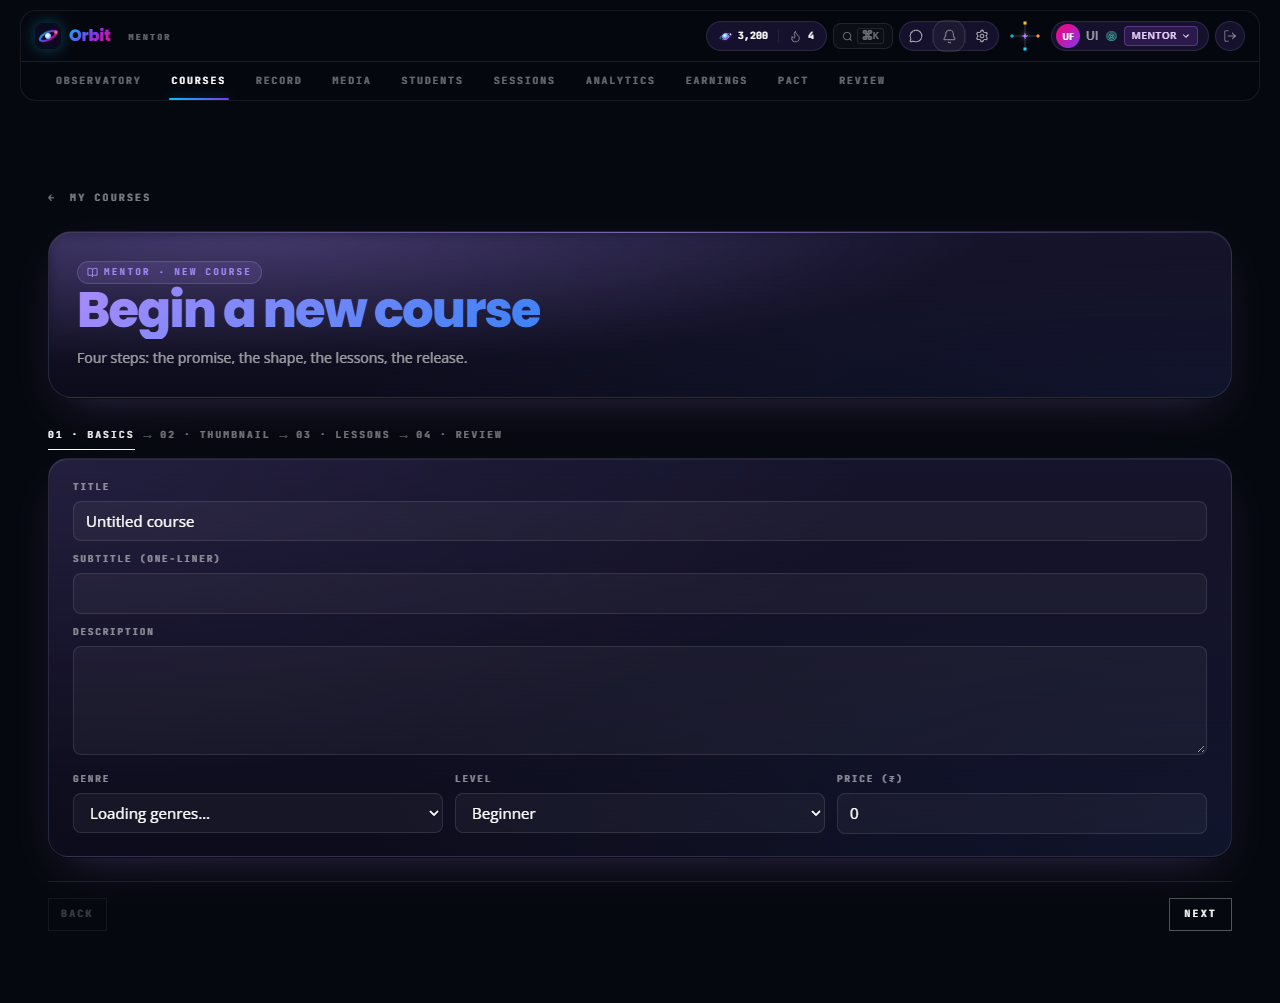 Orbit MENTOR 3,200 4 ⌘K UF UI MENTOR
OBSERVATORY COURSES RECORD MEDIA STUDENTS SESSIONS ANALYTICS EARNINGS PACT REVIEW
← MY COURSES
MENTOR · NEW COURSE
Begin a new course
Four steps: the promise, the shape, the lessons, the release.
01 · BASICS → 02 · THUMBNAIL → 03 · LESSONS → 04 · REVIEW
TITLE
Untitled course
SUBTITLE (ONE-LINER)
DESCRIPTION
GENRE LEVEL PRICE (₹)
Loading genres... Beginner 0
BACK NEXT